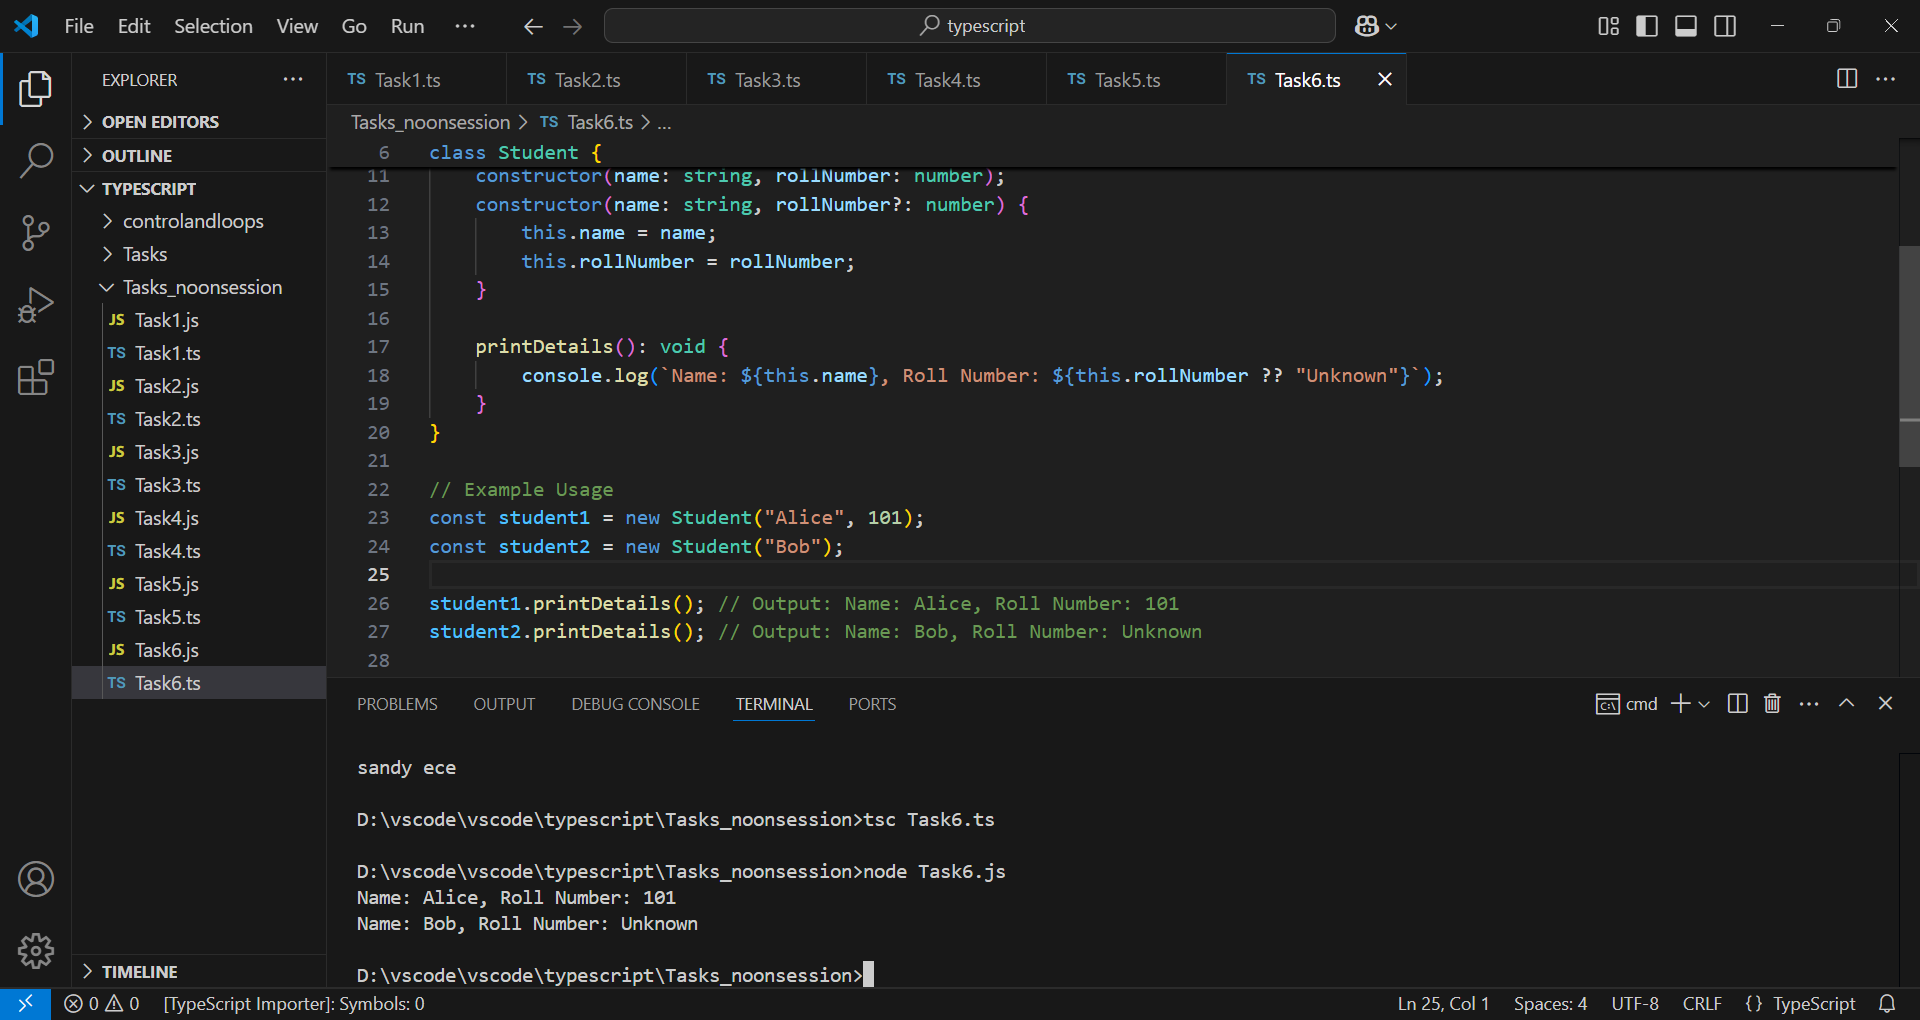 File Edit Selection View Go Run ··· typescript
EXPLORER ···
OPEN EDITORS
OUTLINE
TYPESCRIPT
controlandloops
Tasks
Tasks_noonsession
JS Task1.js
TS Task1.ts
JS Task2.js
TS Task2.ts
JS Task3.js
TS Task3.ts
JS Task4.js
TS Task4.ts
JS Task5.js
TS Task5.ts
JS Task6.js
TS Task6.ts
TIMELINE
TS Task1.ts TS Task2.ts TS Task3.ts TS Task4.ts TS Task5.ts TS Task6.ts
Tasks_noonsession > TS Task6.ts > ...
6 class Student {
11 constructor(name: string, rollNumber: number);
12 constructor(name: string, rollNumber?: number) {
13 this.name = name;
14 this.rollNumber = rollNumber;
15 }
16
17 printDetails(): void {
18 console.log(`Name: ${this.name}, Roll Number: ${this.rollNumber ?? "Unknown"}`);
19 }
20 }
21
22 // Example Usage
23 const student1 = new Student("Alice", 101);
24 const student2 = new Student("Bob");
25
26 student1.printDetails(); // Output: Name: Alice, Roll Number: 101
27 student2.printDetails(); // Output: Name: Bob, Roll Number: Unknown
28
PROBLEMS OUTPUT DEBUG CONSOLE TERMINAL PORTS cmd
sandy ece
D:\vscode\vscode\typescript\Tasks_noonsession>tsc Task6.ts
D:\vscode\vscode\typescript\Tasks_noonsession>node Task6.js
Name: Alice, Roll Number: 101
Name: Bob, Roll Number: Unknown
D:\vscode\vscode\typescript\Tasks_noonsession>
0 0 [TypeScript Importer]: Symbols: 0 Ln 25, Col 1 Spaces: 4 UTF-8 CRLF {} TypeScript